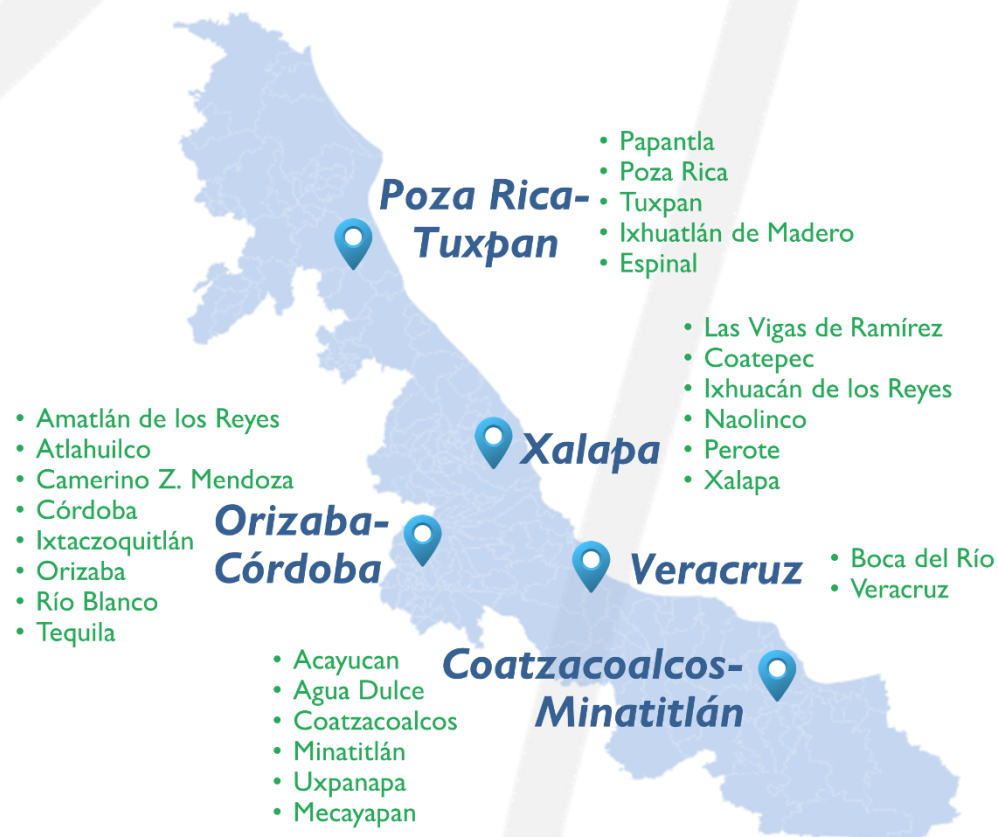 Poza Rica-
Tuxpan
• Papantla
• Poza Rica
• Tuxpan
• Ixhuatlán de Madero
• Espinal
Xalapa
• Las Vigas de Ramírez
• Coatepec
• Ixhuacán de los Reyes
• Naolinco
• Perote
• Xalapa
Orizaba-
Córdoba
• Amatlán de los Reyes
• Atlahuilco
• Camerino Z. Mendoza
• Córdoba
• Ixtaczoquitlán
• Orizaba
• Río Blanco
• Tequila
Veracruz
• Boca del Río
• Veracruz
Coatzacoalcos-
Minatitlán
• Acayucan
• Agua Dulce
• Coatzacoalcos
• Minatitlán
• Uxpanapa
• Mecayapan